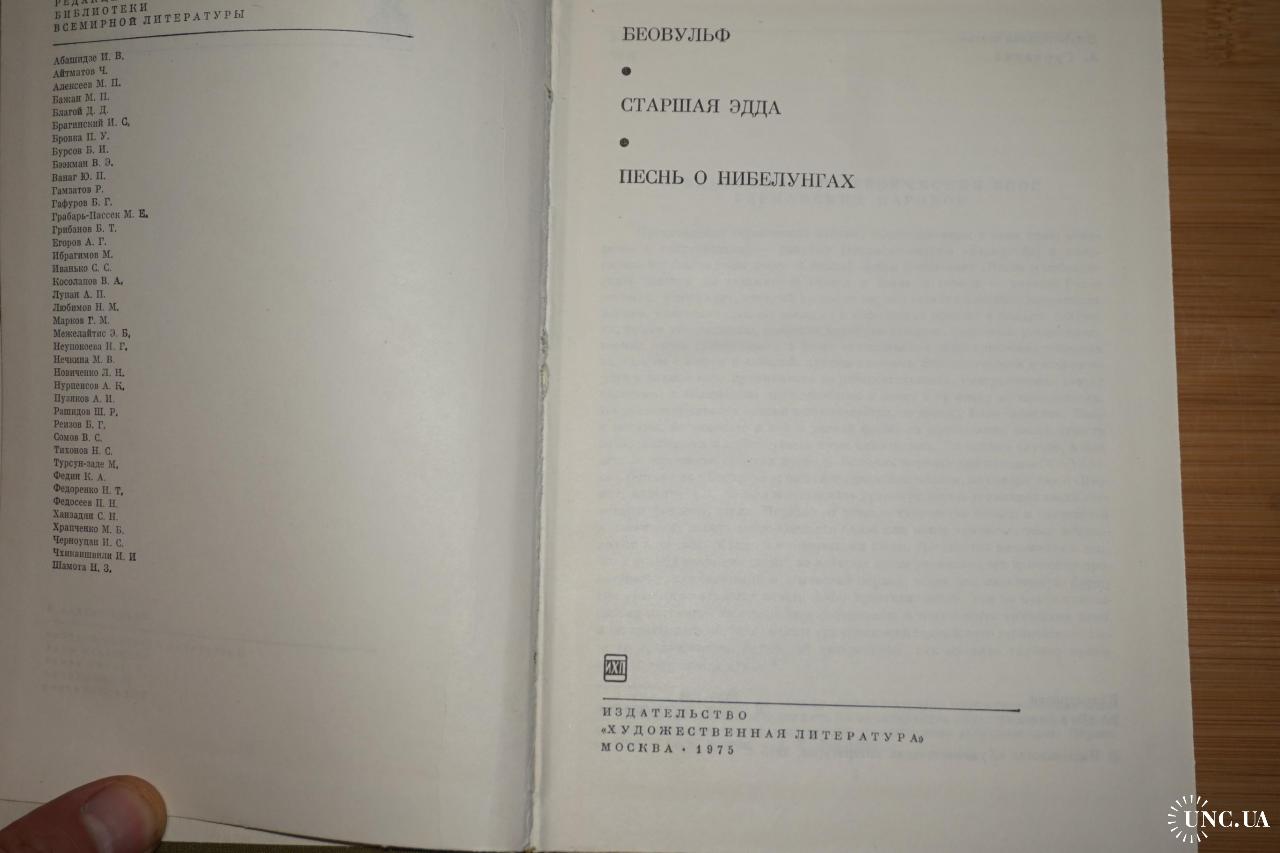 БИБЛИОТЕКИ
ВСЕМИРНОЙ ЛИТЕРАТУРЫ
Абашидзе И. В.
Айтматов Ч.
Алексеев М. П.
Бажан М. П.
Благой Д. Д.
Брагинский И. С.
Бровка П. У.
Бурсов Б. И.
Бээкман В. Э.
Ванаг Ю. П.
Гамзатов Р.
Гафуров Б. Г.
Грабарь-Пассек М. Е.
Грибанов Б. Т.
Егоров А. Г.
Ибрагимов М.
Иванько С. С.
Косолапов В. А.
Лупан А. П.
Любимов Н. М.
Марков Г. М.
Межелайтис Э. Б.
Неупокоева И. Г.
Нечкина М. В.
Новиченко Л. Н.
Нурпеисов А. К.
Пузиков А. И.
Рашидов Ш. Р.
Реизов Б. Г.
Сомов В. С.
Тихонов Н. С.
Турсун-заде М.
Федин К. А.
Федоренко Н. Т.
Федосеев П. Н.
Ханзадян С. Н.
Храпченко М. Б.
Черноуцан И. С.
Чхиквишвили И. И
Шамота Н. З.
БЕОВУЛЬФ
СТАРШАЯ ЭДДА
ПЕСНЬ О НИБЕЛУНГАХ
ИХЛ
ИЗДАТЕЛЬСТВО
«ХУДОЖЕСТВЕННАЯ ЛИТЕРАТУРА»
МОСКВА • 1975
UNC.UA